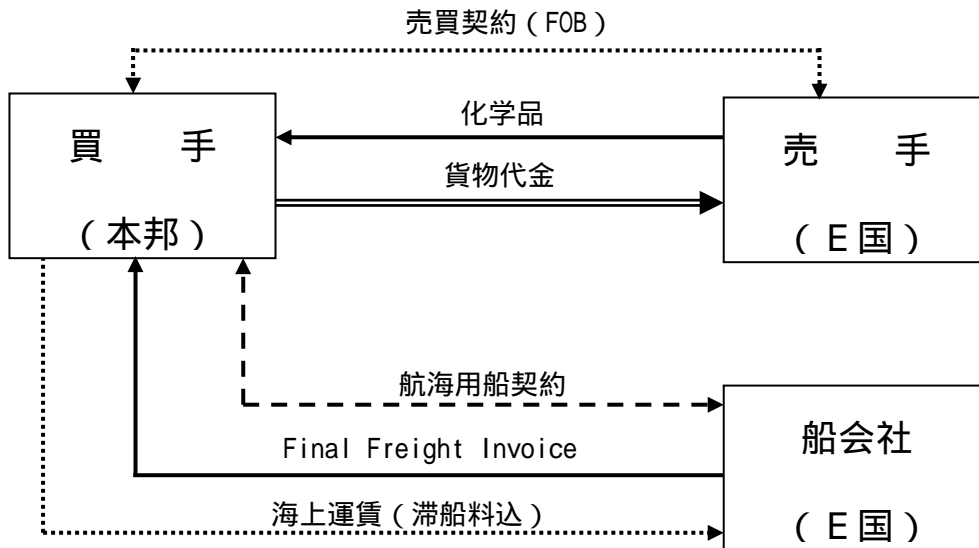 売買契約（FOB）
買　　手
（本邦）
化学品
貨物代金
売　　手
（Ｅ国）
航海用船契約
Final Freight Invoice
海上運賃（滞船料込）
船会社
（Ｅ国）